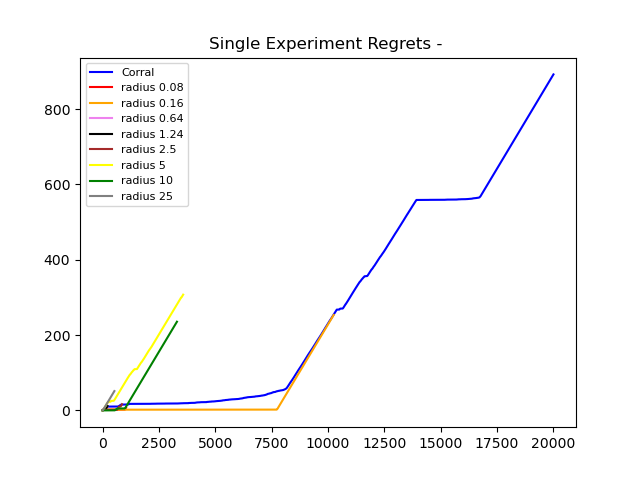 Single Experiment Regrets -
Corral
radius 0.08
radius 0.16
radius 0.64
radius 1.24
radius 2.5
radius 5
radius 10
radius 25
800
600
400
200
0
0 2500 5000 7500 10000 12500 15000 17500 20000